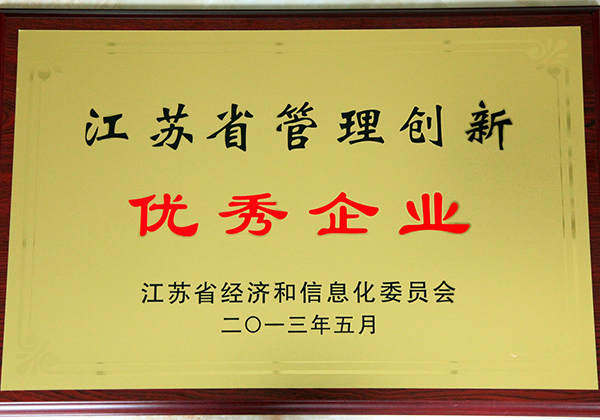 江苏省管理创新
优秀企业
江苏省经济和信息化委员会
二〇一三年五月